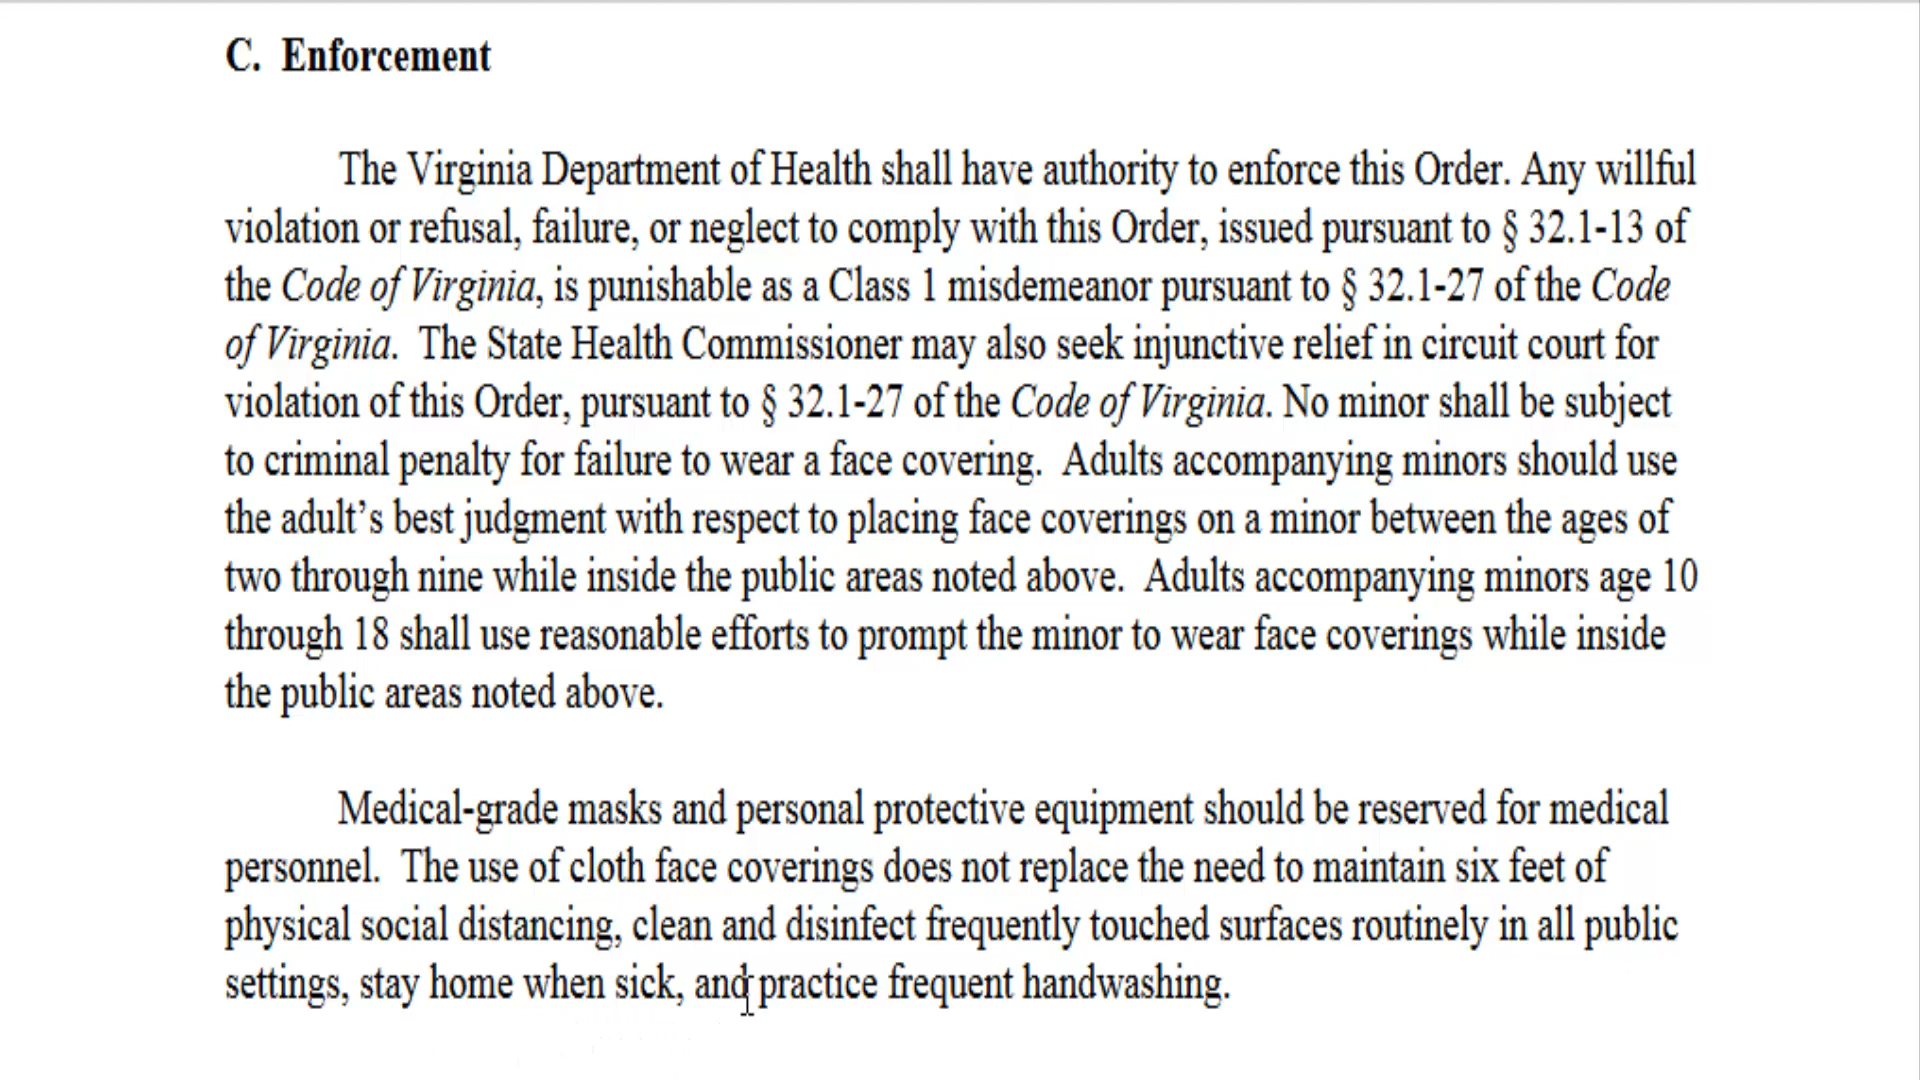 C.  Enforcement
The Virginia Department of Health shall have authority to enforce this Order. Any willful
violation or refusal, failure, or neglect to comply with this Order, issued pursuant to § 32.1-13 of
the Code of Virginia, is punishable as a Class 1 misdemeanor pursuant to § 32.1-27 of the Code
of Virginia.  The State Health Commissioner may also seek injunctive relief in circuit court for
violation of this Order, pursuant to § 32.1-27 of the Code of Virginia. No minor shall be subject
to criminal penalty for failure to wear a face covering.  Adults accompanying minors should use
the adult’s best judgment with respect to placing face coverings on a minor between the ages of
two through nine while inside the public areas noted above.  Adults accompanying minors age 10
through 18 shall use reasonable efforts to prompt the minor to wear face coverings while inside
the public areas noted above.
Medical-grade masks and personal protective equipment should be reserved for medical
personnel.  The use of cloth face coverings does not replace the need to maintain six feet of
physical social distancing, clean and disinfect frequently touched surfaces routinely in all public
settings, stay home when sick, and practice frequent handwashing.